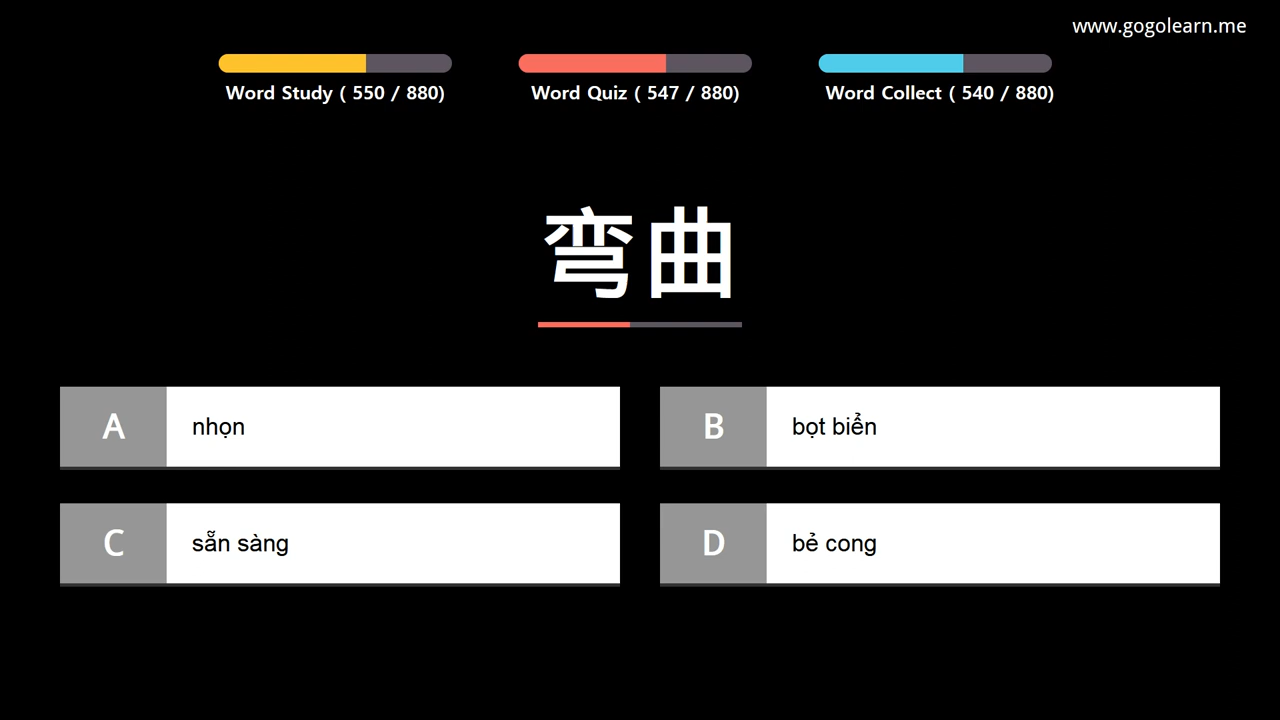 www.gogolearn.me
Word Study ( 550 / 880)
Word Quiz ( 547 / 880)
Word Collect ( 540 / 880)
弯曲
A nhọn
B bọt biển
C sẵn sàng
D bẻ cong